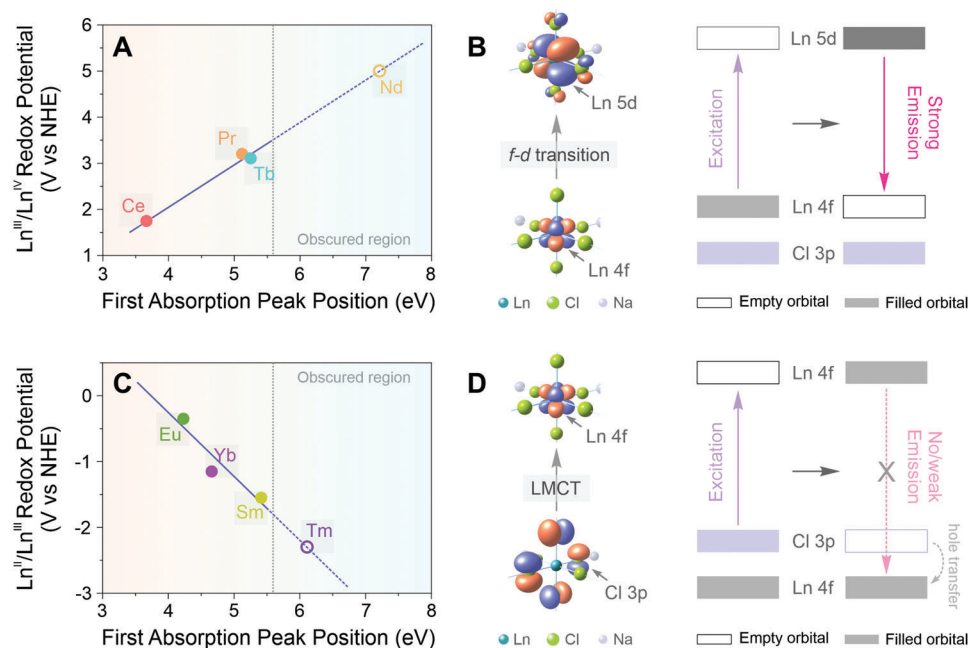 A
Ln^III/Ln^IV Redox Potential
(V vs NHE)
6
5
4
3
2
1
Ce
Pr
Tb
Nd
Obscured region
3 4 5 6 7 8
First Absorption Peak Position (eV)
B
Ln 5d
f-d transition
Ln 4f
Ln Cl Na
Ln 5d
Excitation
Strong
Emission
Ln 4f
Cl 3p
Empty orbital Filled orbital
C
Obscured region
Ln^II/Ln^III Redox Potential
(V vs NHE)
0
-1
-2
-3
Eu
Yb
Sm
Tm
3 4 5 6 7 8
First Absorption Peak Position (eV)
D
Ln 4f
LMCT
Cl 3p
Ln Cl Na
Ln 4f
Excitation
No/weak
Emission
X
Cl 3p
hole transfer
Ln 4f
Empty orbital Filled orbital